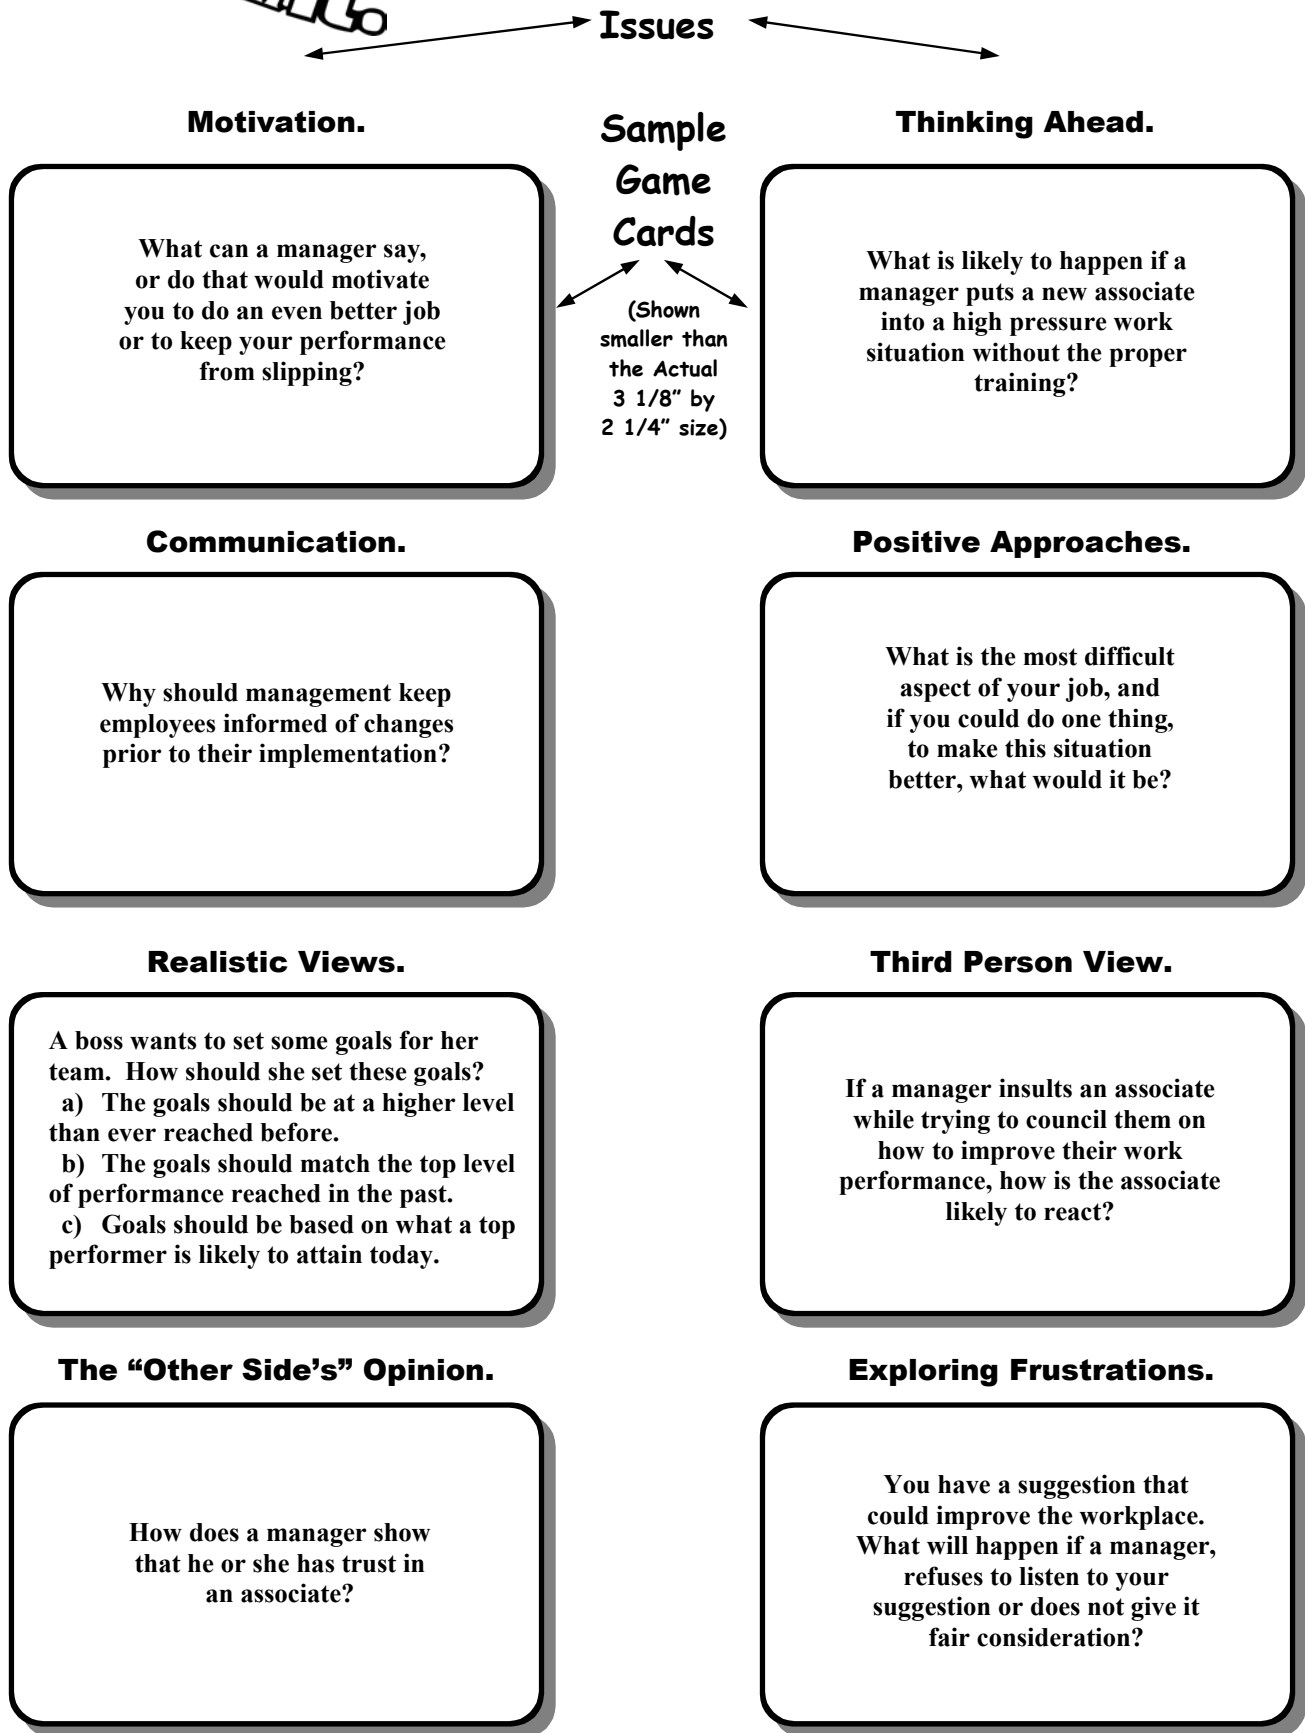 Issues
Motivation.
Sample
Game
Cards
Thinking Ahead.
What can a manager say,
or do that would motivate
you to do an even better job
or to keep your performance
from slipping?
(Shown
smaller than
the Actual
3 1/8” by
2 1/4” size)
What is likely to happen if a
manager puts a new associate
into a high pressure work
situation without the proper
training?
Communication.
Why should management keep
employees informed of changes
prior to their implementation?
Positive Approaches.
What is the most difficult
aspect of your job, and
if you could do one thing,
to make this situation
better, what would it be?
Realistic Views.
A boss wants to set some goals for her
team.  How should she set these goals?
a)   The goals should be at a higher level
than ever reached before.
b)   The goals should match the top level
of performance reached in the past.
c)   Goals should be based on what a top
performer is likely to attain today.
Third Person View.
If a manager insults an associate
while trying to council them on
how to improve their work
performance, how is the associate
likely to react?
The “Other Side’s” Opinion.
How does a manager show
that he or she has trust in
an associate?
Exploring Frustrations.
You have a suggestion that
could improve the workplace.
What will happen if a manager,
refuses to listen to your
suggestion or does not give it
fair consideration?